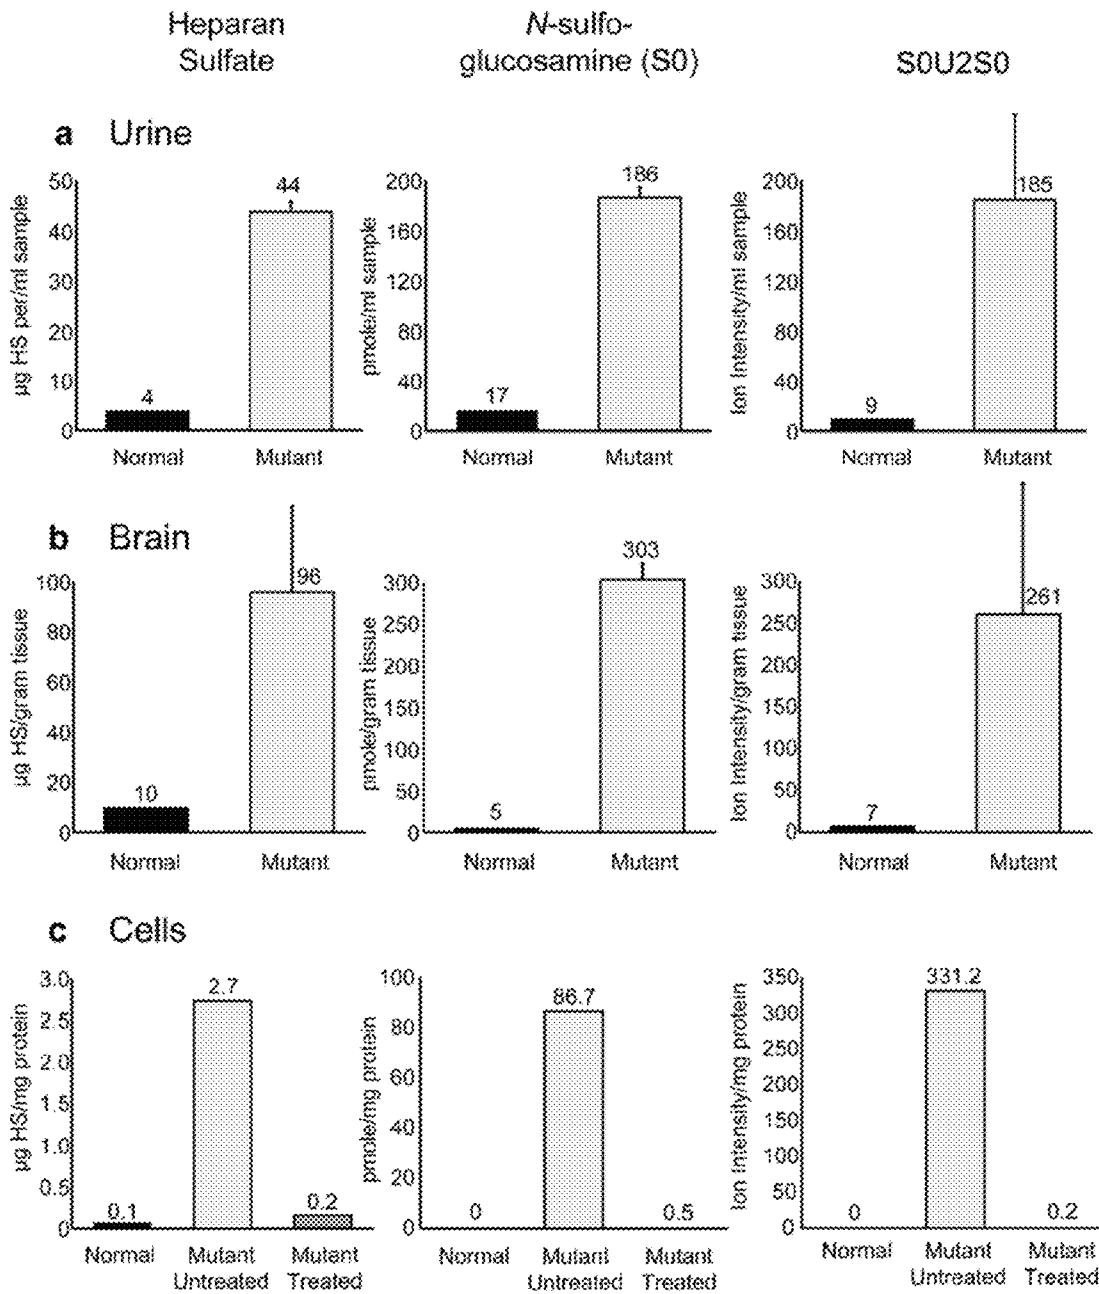 Heparan
Sulfate
N-sulfo-
glucosamine (S0)
S0U2S0
a Urine
µg HS per/ml sample
50
40
30
20
10
0
4
44
Normal
Mutant
pmole/ml sample
200
160
120
80
40
0
17
186
Normal
Mutant
Ion Intensity/ml sample
200
160
120
80
40
0
9
185
Normal
Mutant
b Brain
µg HS/gram tissue
100
80
60
40
20
0
10
96
Normal
Mutant
pmole/gram tissue
300
250
200
150
100
50
0
5
303
Normal
Mutant
Ion Intensity/gram tissue
300
250
200
150
100
50
0
7
261
Normal
Mutant
c Cells
µg HS/mg protein
3.0
2.5
2.0
1.5
1.0
0.5
0
0.1
2.7
0.2
Normal
Mutant
Untreated
Mutant
Treated
pmole/mg protein
100
80
60
40
20
0
0
86.7
0.5
Normal
Mutant
Untreated
Mutant
Treated
Ion Intensity/mg protein
350
300
250
200
150
100
50
0
0
331.2
0.2
Normal
Mutant
Untreated
Mutant
Treated